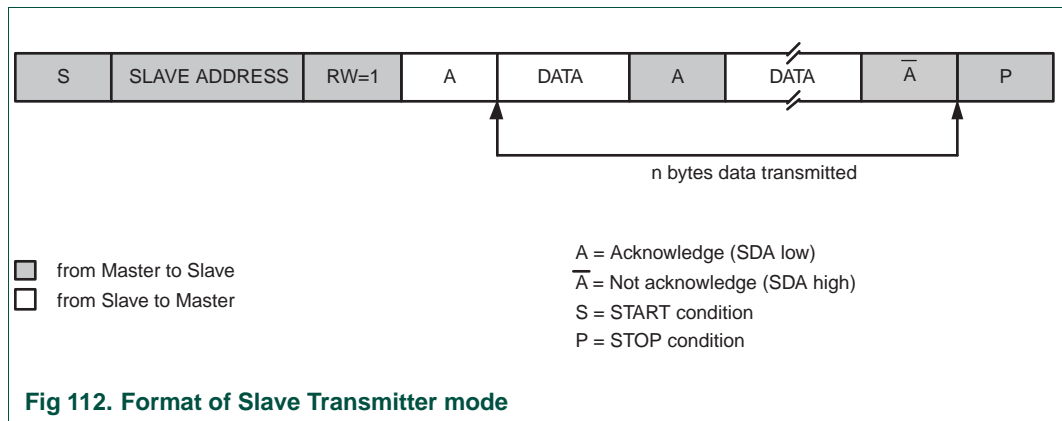 S SLAVE ADDRESS RW=1 A DATA A DATA A̅ P
n bytes data transmitted
from Master to Slave
from Slave to Master
A = Acknowledge (SDA low)
A̅ = Not acknowledge (SDA high)
S = START condition
P = STOP condition
Fig 112. Format of Slave Transmitter mode